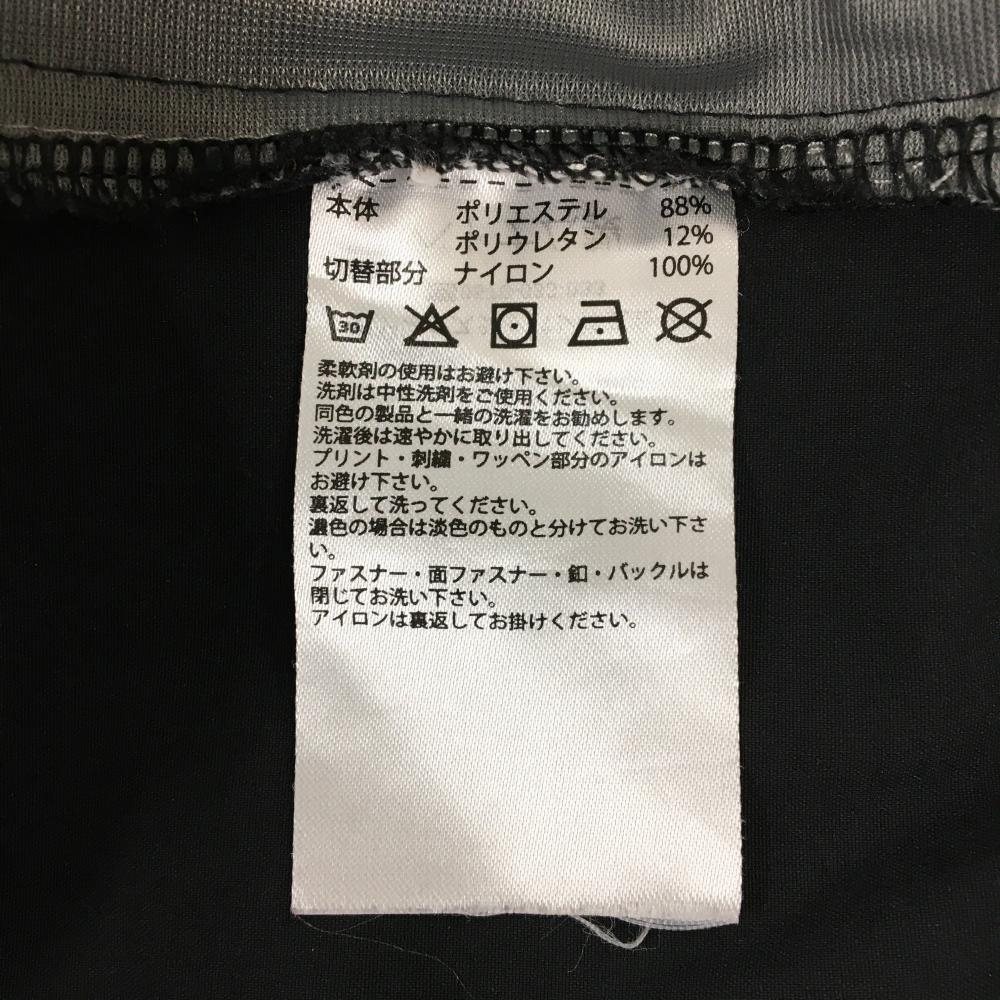 本体 ポリエステル 88%
ポリウレタン 12%
切替部分 ナイロン 100%
30
柔軟剤の使用はお避け下さい。
洗剤は中性洗剤をご使用ください。
同色の製品と一緒の洗濯をお勧めします。
洗濯後は速やかに取り出してください。
プリント・刺繍・ワッペン部分のアイロンは
お避け下さい。
裏返して洗ってください。
濃色の場合は淡色のものと分けてお洗い下さ
い。
ファスナー・面ファスナー・釦・バックルは
閉じてお洗い下さい。
アイロンは裏返してお掛けください。